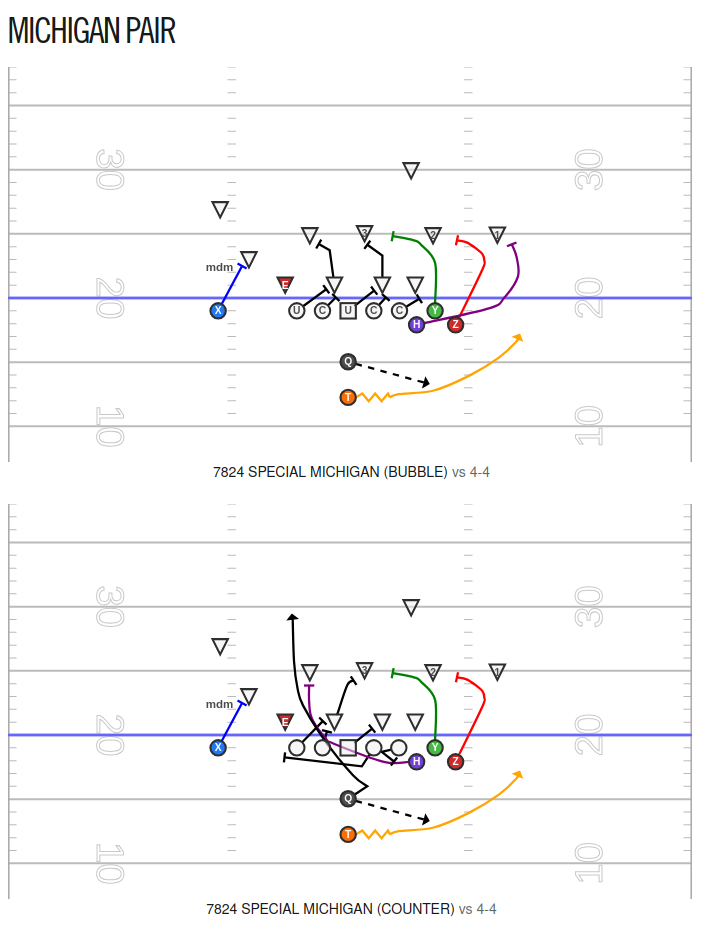 MICHIGAN PAIR
30 30
3 2 1
mdm
E
20 20
X U C U C C Y
H Z
Q
T
10 10
7824 SPECIAL MICHIGAN (BUBBLE) vs 4-4
30 30
3 2 1
mdm
E
20 20
X Y
H Z
Q
T
10 10
7824 SPECIAL MICHIGAN (COUNTER) vs 4-4